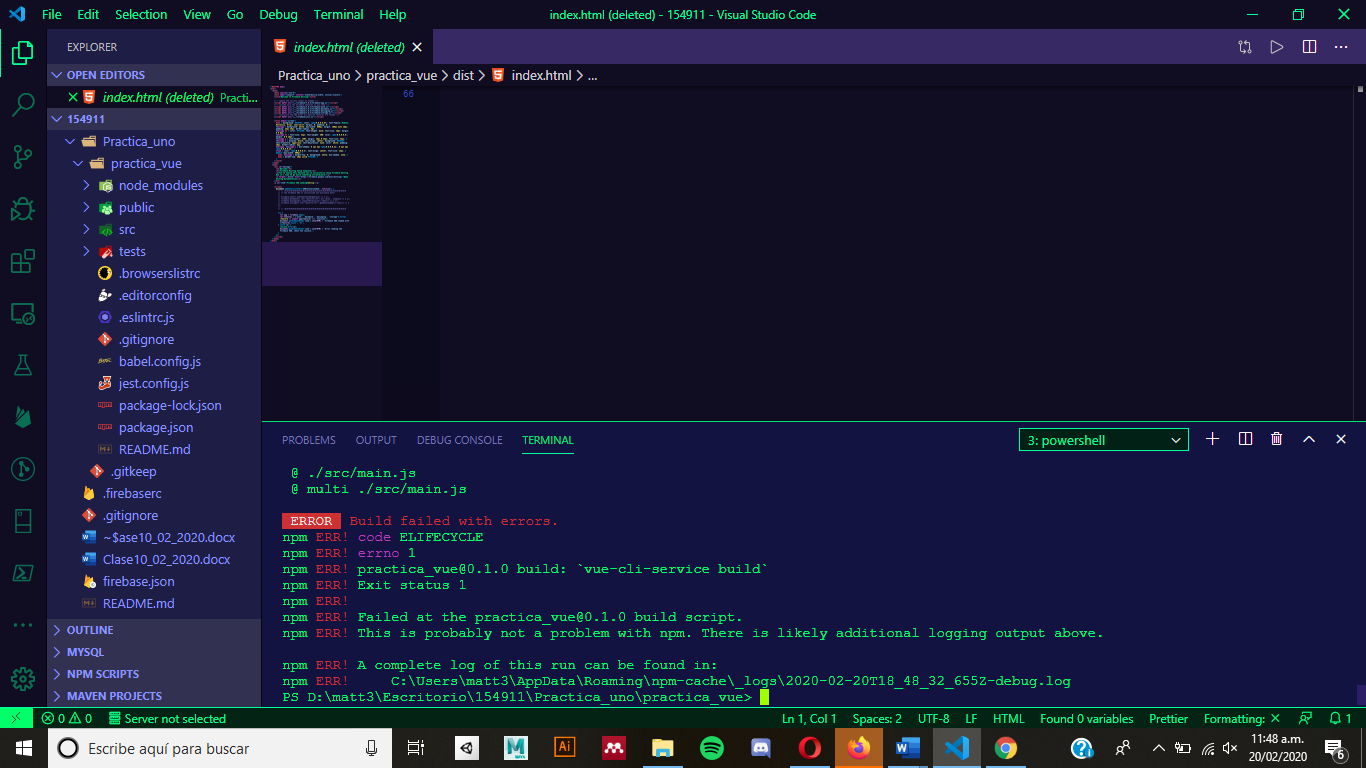 File Edit Selection View Go Debug Terminal Help
index.html (deleted) - 154911 - Visual Studio Code
EXPLORER
OPEN EDITORS
index.html (deleted) Practi...
154911
Practica_uno
practica_vue
node_modules
public
src
tests
.browserslistrc
.editorconfig
.eslintrc.js
.gitignore
babel.config.js
jest.config.js
package-lock.json
package.json
README.md
.gitkeep
.firebaserc
.gitignore
~$ase10_02_2020.docx
Clase10_02_2020.docx
firebase.json
README.md
OUTLINE
MYSQL
NPM SCRIPTS
MAVEN PROJECTS
index.html (deleted)
Practica_uno > practica_vue > dist > index.html > ...
66
PROBLEMS OUTPUT DEBUG CONSOLE TERMINAL
3: powershell
@ ./src/main.js
@ multi ./src/main.js
ERROR Build failed with errors.
npm ERR! code ELIFECYCLE
npm ERR! errno 1
npm ERR! practica_vue@0.1.0 build: `vue-cli-service build`
npm ERR! Exit status 1
npm ERR!
npm ERR! Failed at the practica_vue@0.1.0 build script.
npm ERR! This is probably not a problem with npm. There is likely additional logging output above.
npm ERR! A complete log of this run can be found in:
npm ERR! C:\Users\matt3\AppData\Roaming\npm-cache\_logs\2020-02-20T18_48_32_655Z-debug.log
PS D:\matt3\Escritorio\154911\Practica_uno\practica_vue>
0 0 Server not selected
Ln 1, Col 1 Spaces: 2 UTF-8 LF HTML Found 0 variables Prettier Formating: × 1
Escribe aquí para buscar
11:48 a.m.
20/02/2020
6